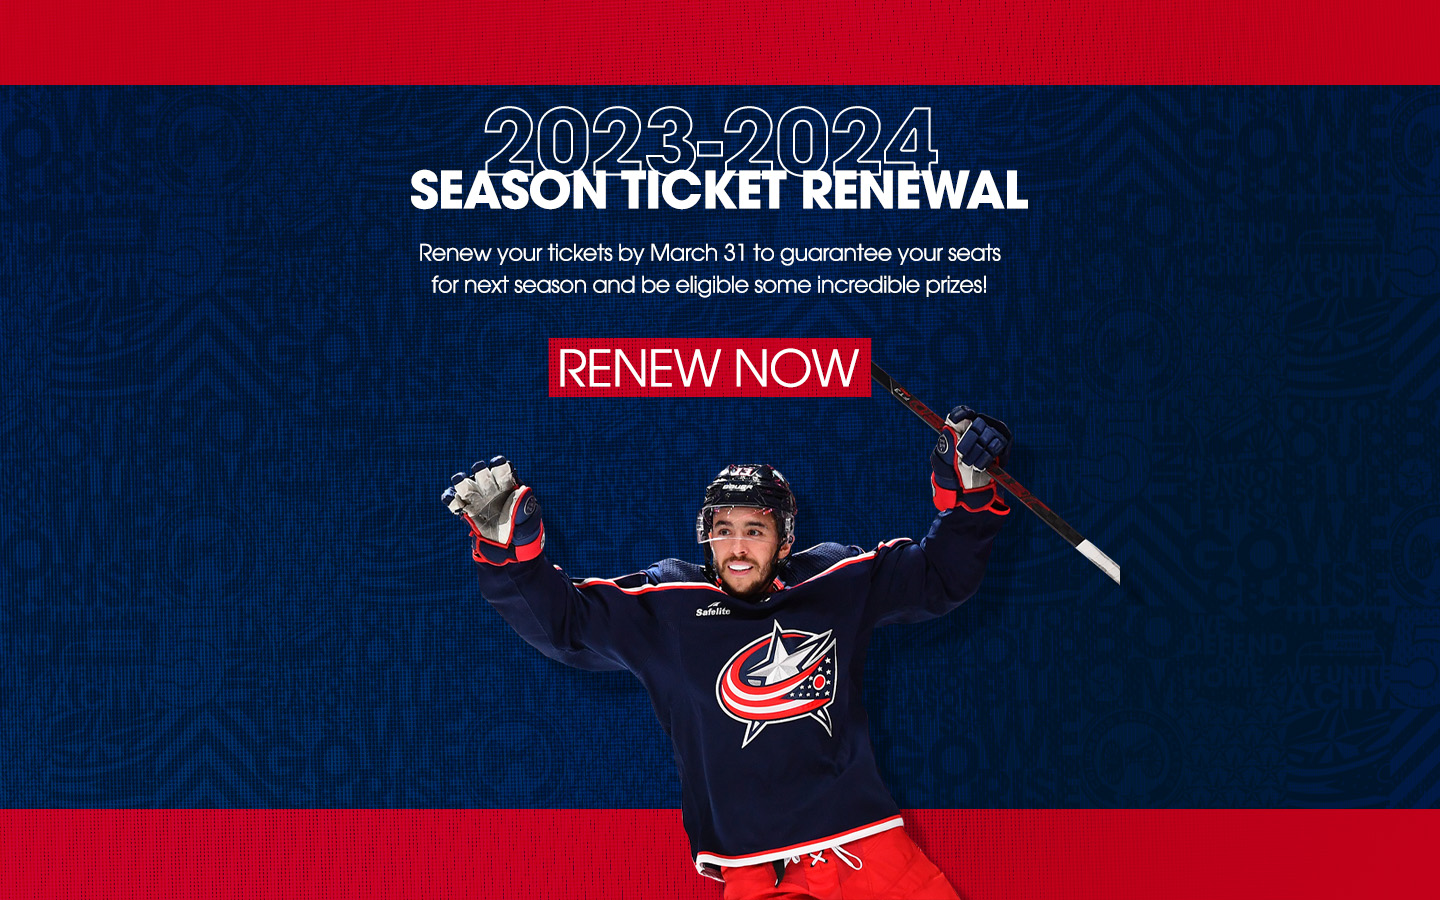 2023-2024
SEASON TICKET RENEWAL
Renew your tickets by March 31 to guarantee your seats
for next season and be eligible some incredible prizes!
RENEW NOW
BAUER
Safelite